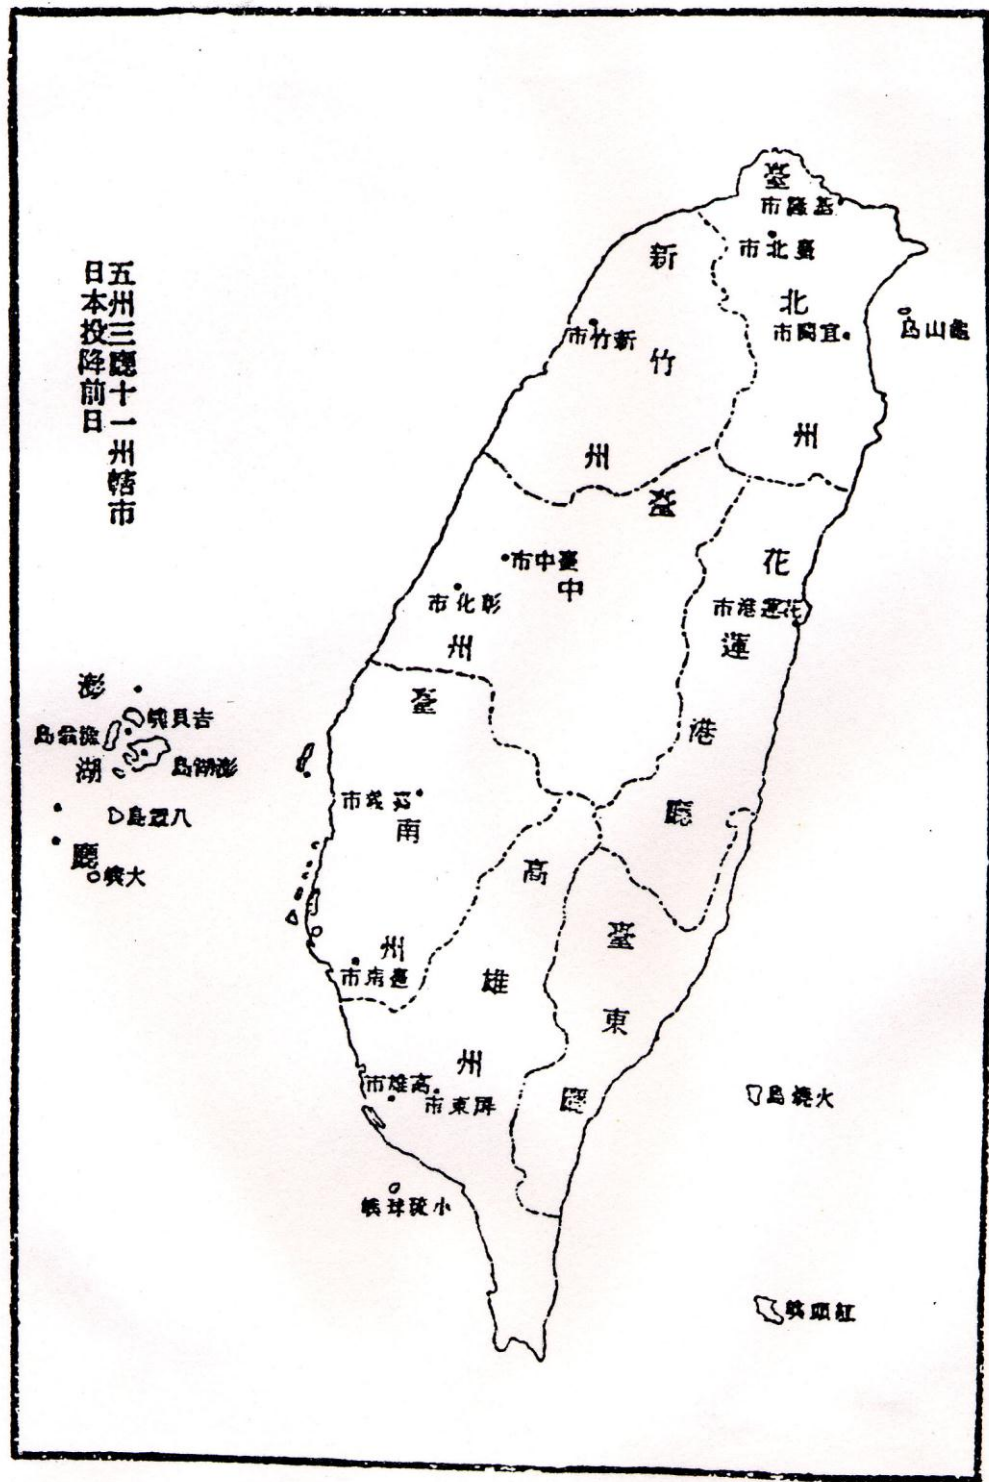 五州三廳十一州轄市
日本投降前日
臺北州
基隆市
臺北市
宜蘭市
龜山島
新竹州
新竹市
臺中州
臺中市
彰化市
花蓮港廳
花蓮港市
澎湖廳
吉貝嶼
漁翁島
澎湖島
八罩島
大嶼
臺南州
嘉義市
臺南市
高雄州
高雄市
屏東市
臺東廳
火燒島
小琉球嶼
紅頭嶼